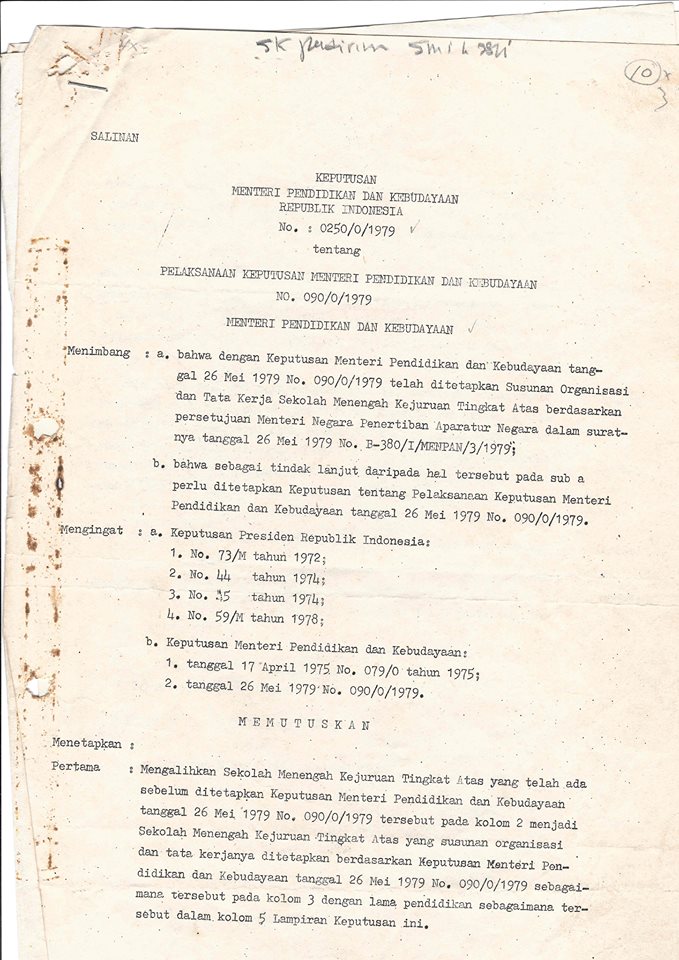 SK
10
SALINAN
KEPUTUSAN
MENTERI PENDIDIKAN DAN KEBUDAYAAN
REPUBLIK INDONESIA
No. : 0250/0/1979
tentang
PELAKSANAAN KEPUTUSAN MENTERI PENDIDIKAN DAN KEBUDAYAAN
NO. 090/0/1979
MENTERI PENDIDIKAN DAN KEBUDAYAAN
Menimbang : a. bahwa dengan Keputusan Menteri Pendidikan dan Kebudayaan tang-
gal 26 Mei 1979 No. 090/0/1979 telah ditetapkan Susunan Organisasi
dan Tata Kerja Sekolah Menengah Kejuruan Tingkat Atas berdasarkan
persetujuan Menteri Negara Penertiban Aparatur Negara dalam surat-
nya tanggal 26 Mei 1979 No. B-380/I/MENPAN/3/1979;
b. bahwa sebagai tindak lanjut daripada hal tersebut pada sub a
perlu ditetapkan Keputusan tentang Pelaksanaan Keputusan Menteri
Pendidikan dan Kebudayaan tanggal 26 Mei 1979 No. 090/0/1979.
Mengingat : a. Keputusan Presiden Republik Indonesia:
1. No. 73/M tahun 1972;
2. No. 44 tahun 1974;
3. No. 45 tahun 1974;
4. No. 59/M tahun 1978;
b. Keputusan Menteri Pendidikan dan Kebudayaan:
1. tanggal 17 April 1975 No. 079/0 tahun 1975;
2. tanggal 26 Mei 1979 No. 090/0/1979.
M E M U T U S K A N
Menetapkan :
Pertama : Mengalihkan Sekolah Menengah Kejuruan Tingkat Atas yang telah ada
sebelum ditetapkan Keputusan Menteri Pendidikan dan Kebudayaan
tanggal 26 Mei 1979 No. 090/0/1979 tersebut pada kolom 2 menjadi
Sekolah Menengah Kejuruan Tingkat Atas yang susunan organisasi
dan tata kerjanya ditetapkan berdasarkan Keputusan Menteri Pen-
didikan dan Kebudayaan tanggal 26 Mei 1979 No. 090/0/1979 sebagai-
mana tersebut pada kolom 3 dengan lama pendidikan sebagaimana ter-
sebut dalam kolom 5 Lampiran Keputusan ini.